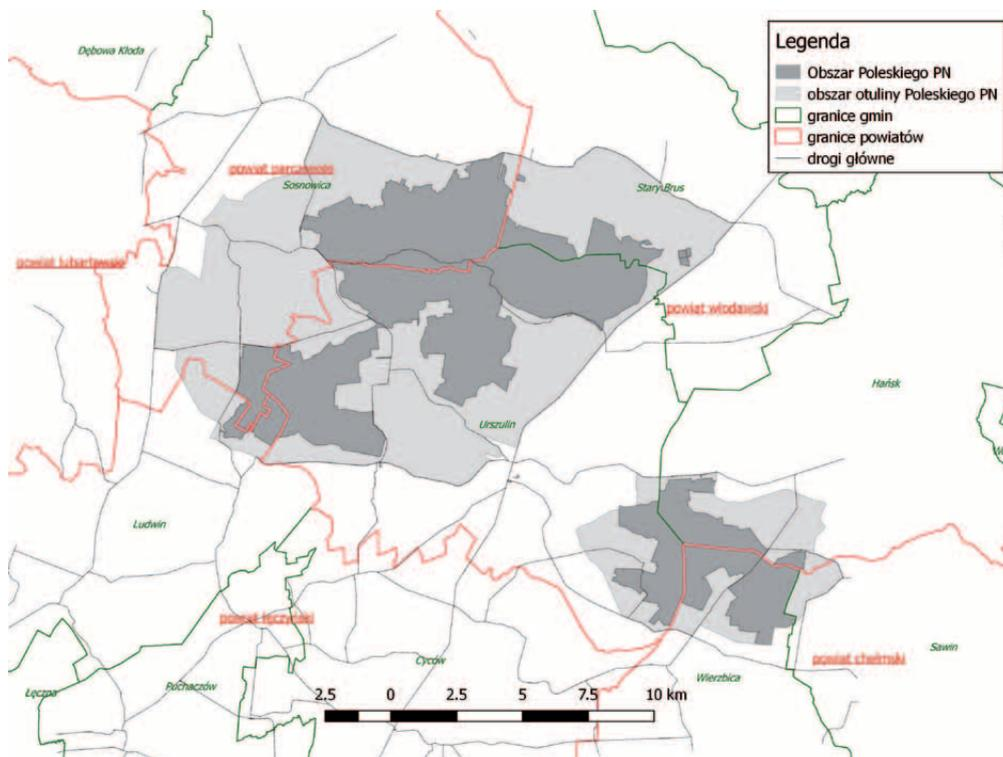 Dębowa Kłoda
Legenda
Obszar Poleskiego PN
obszar otuliny Poleskiego PN
granice gmin
granice powiatów
drogi główne
powiat parczewski
Sosnowica
Stary Brus
powiat lubartowski
powiat włodawski
Hańsk
Urszulin
Ludwin
powiat łęczyński
Cyców
Sawin
powiat chełmski
Wierzbica
Łęczna
Puchaczów
2.5 0 2.5 5 7.5 10 km